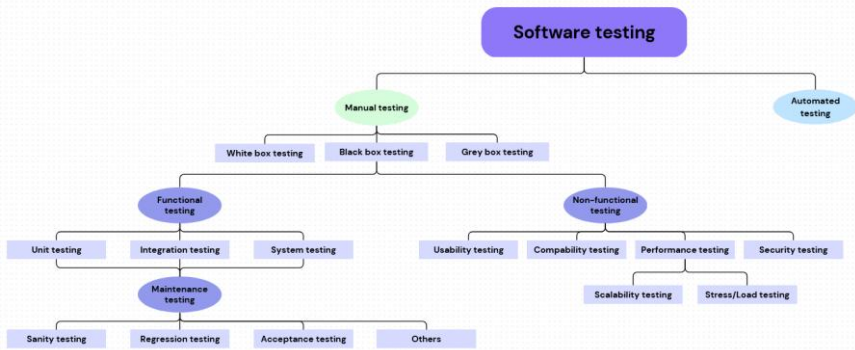 Software testing
Manual testing
Automated
testing
White box testing
Black box testing
Grey box testing
Functional
testing
Non-functional
testing
Unit testing
Integration testing
System testing
Usability testing
Compability testing
Performance testing
Security testing
Maintenance
testing
Scalability testing
Stress/Load testing
Sanity testing
Regression testing
Acceptance testing
Others